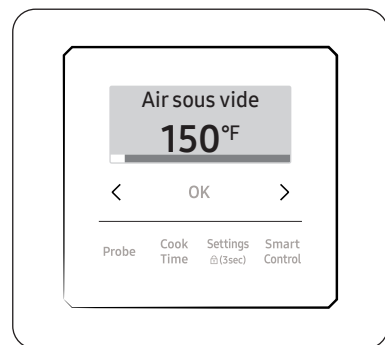 Air sous vide
150°F
< OK >
Probe Cook Time Settings (3sec) Smart Control